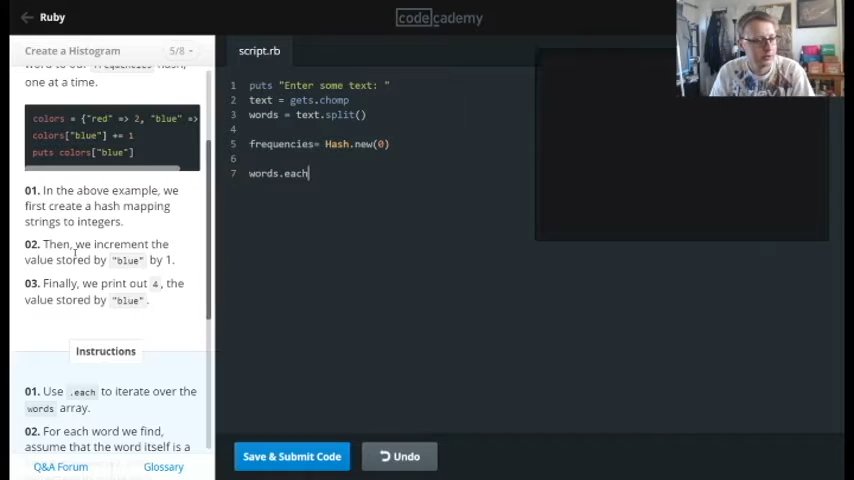 Ruby
codecademy
Create a Histogram
5/8
script.rb
word to our frequencies hash,
one at a time.
colors = {"red" => 2, "blue" =>
colors["blue"] += 1
puts colors["blue"]
01. In the above example, we
first create a hash mapping
strings to integers.
02. Then, we increment the
value stored by "blue" by 1.
03. Finally, we print out 4, the
value stored by "blue".
Instructions
01. Use .each to iterate over the
words array.
02. For each word we find,
assume that the word itself is a
Q&A Forum
Glossary
1 puts "Enter some text: "
2 text = gets.chomp
3 words = text.split()
4
5 frequencies= Hash.new(0)
6
7 words.each
Save & Submit Code
Undo